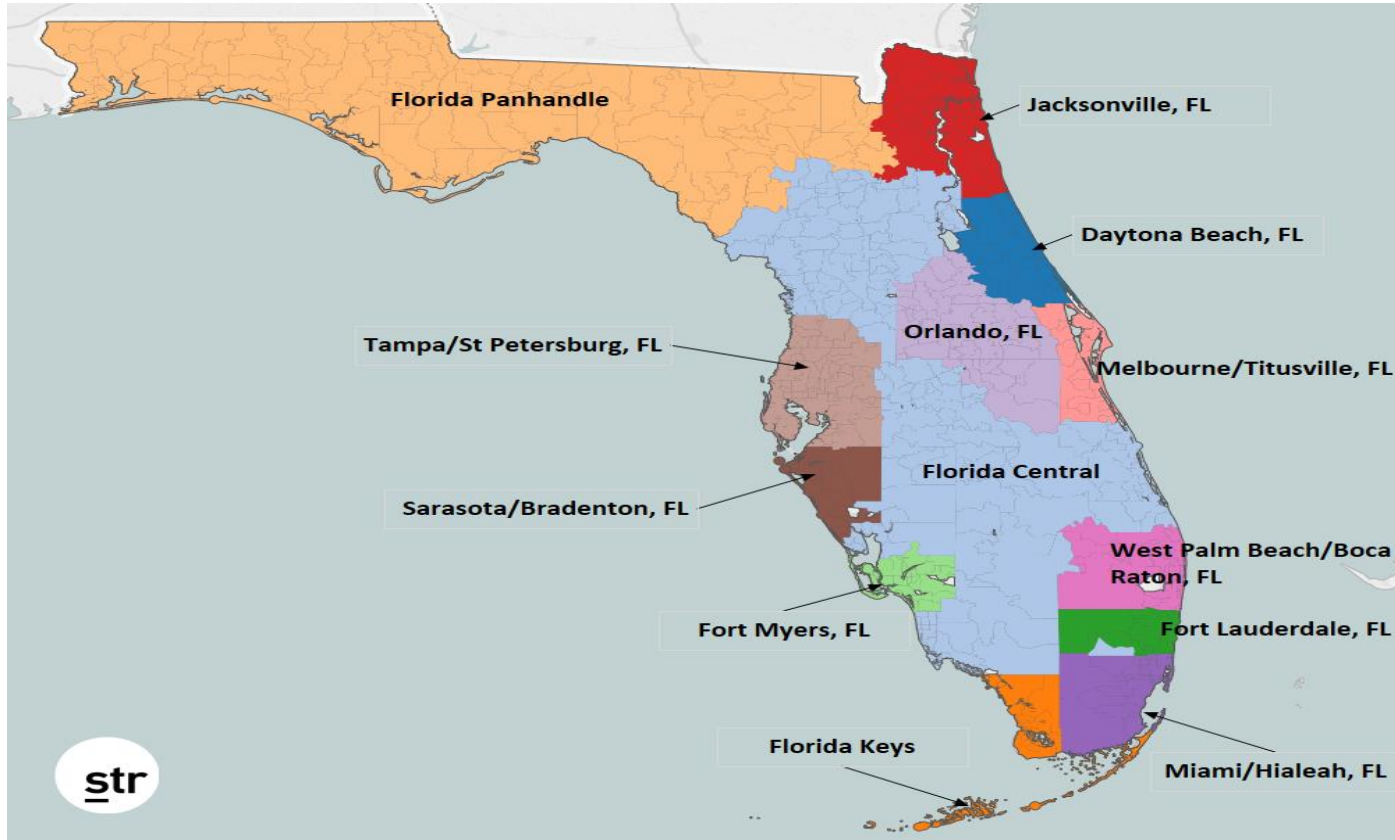 Florida Panhandle
Jacksonville, FL
Daytona Beach, FL
Orlando, FL
Tampa/St Petersburg, FL
Melbourne/Titusville, FL
Florida Central
Sarasota/Bradenton, FL
West Palm Beach/Boca
Raton, FL
Fort Myers, FL
Fort Lauderdale, FL
Florida Keys
Miami/Hialeah, FL
str